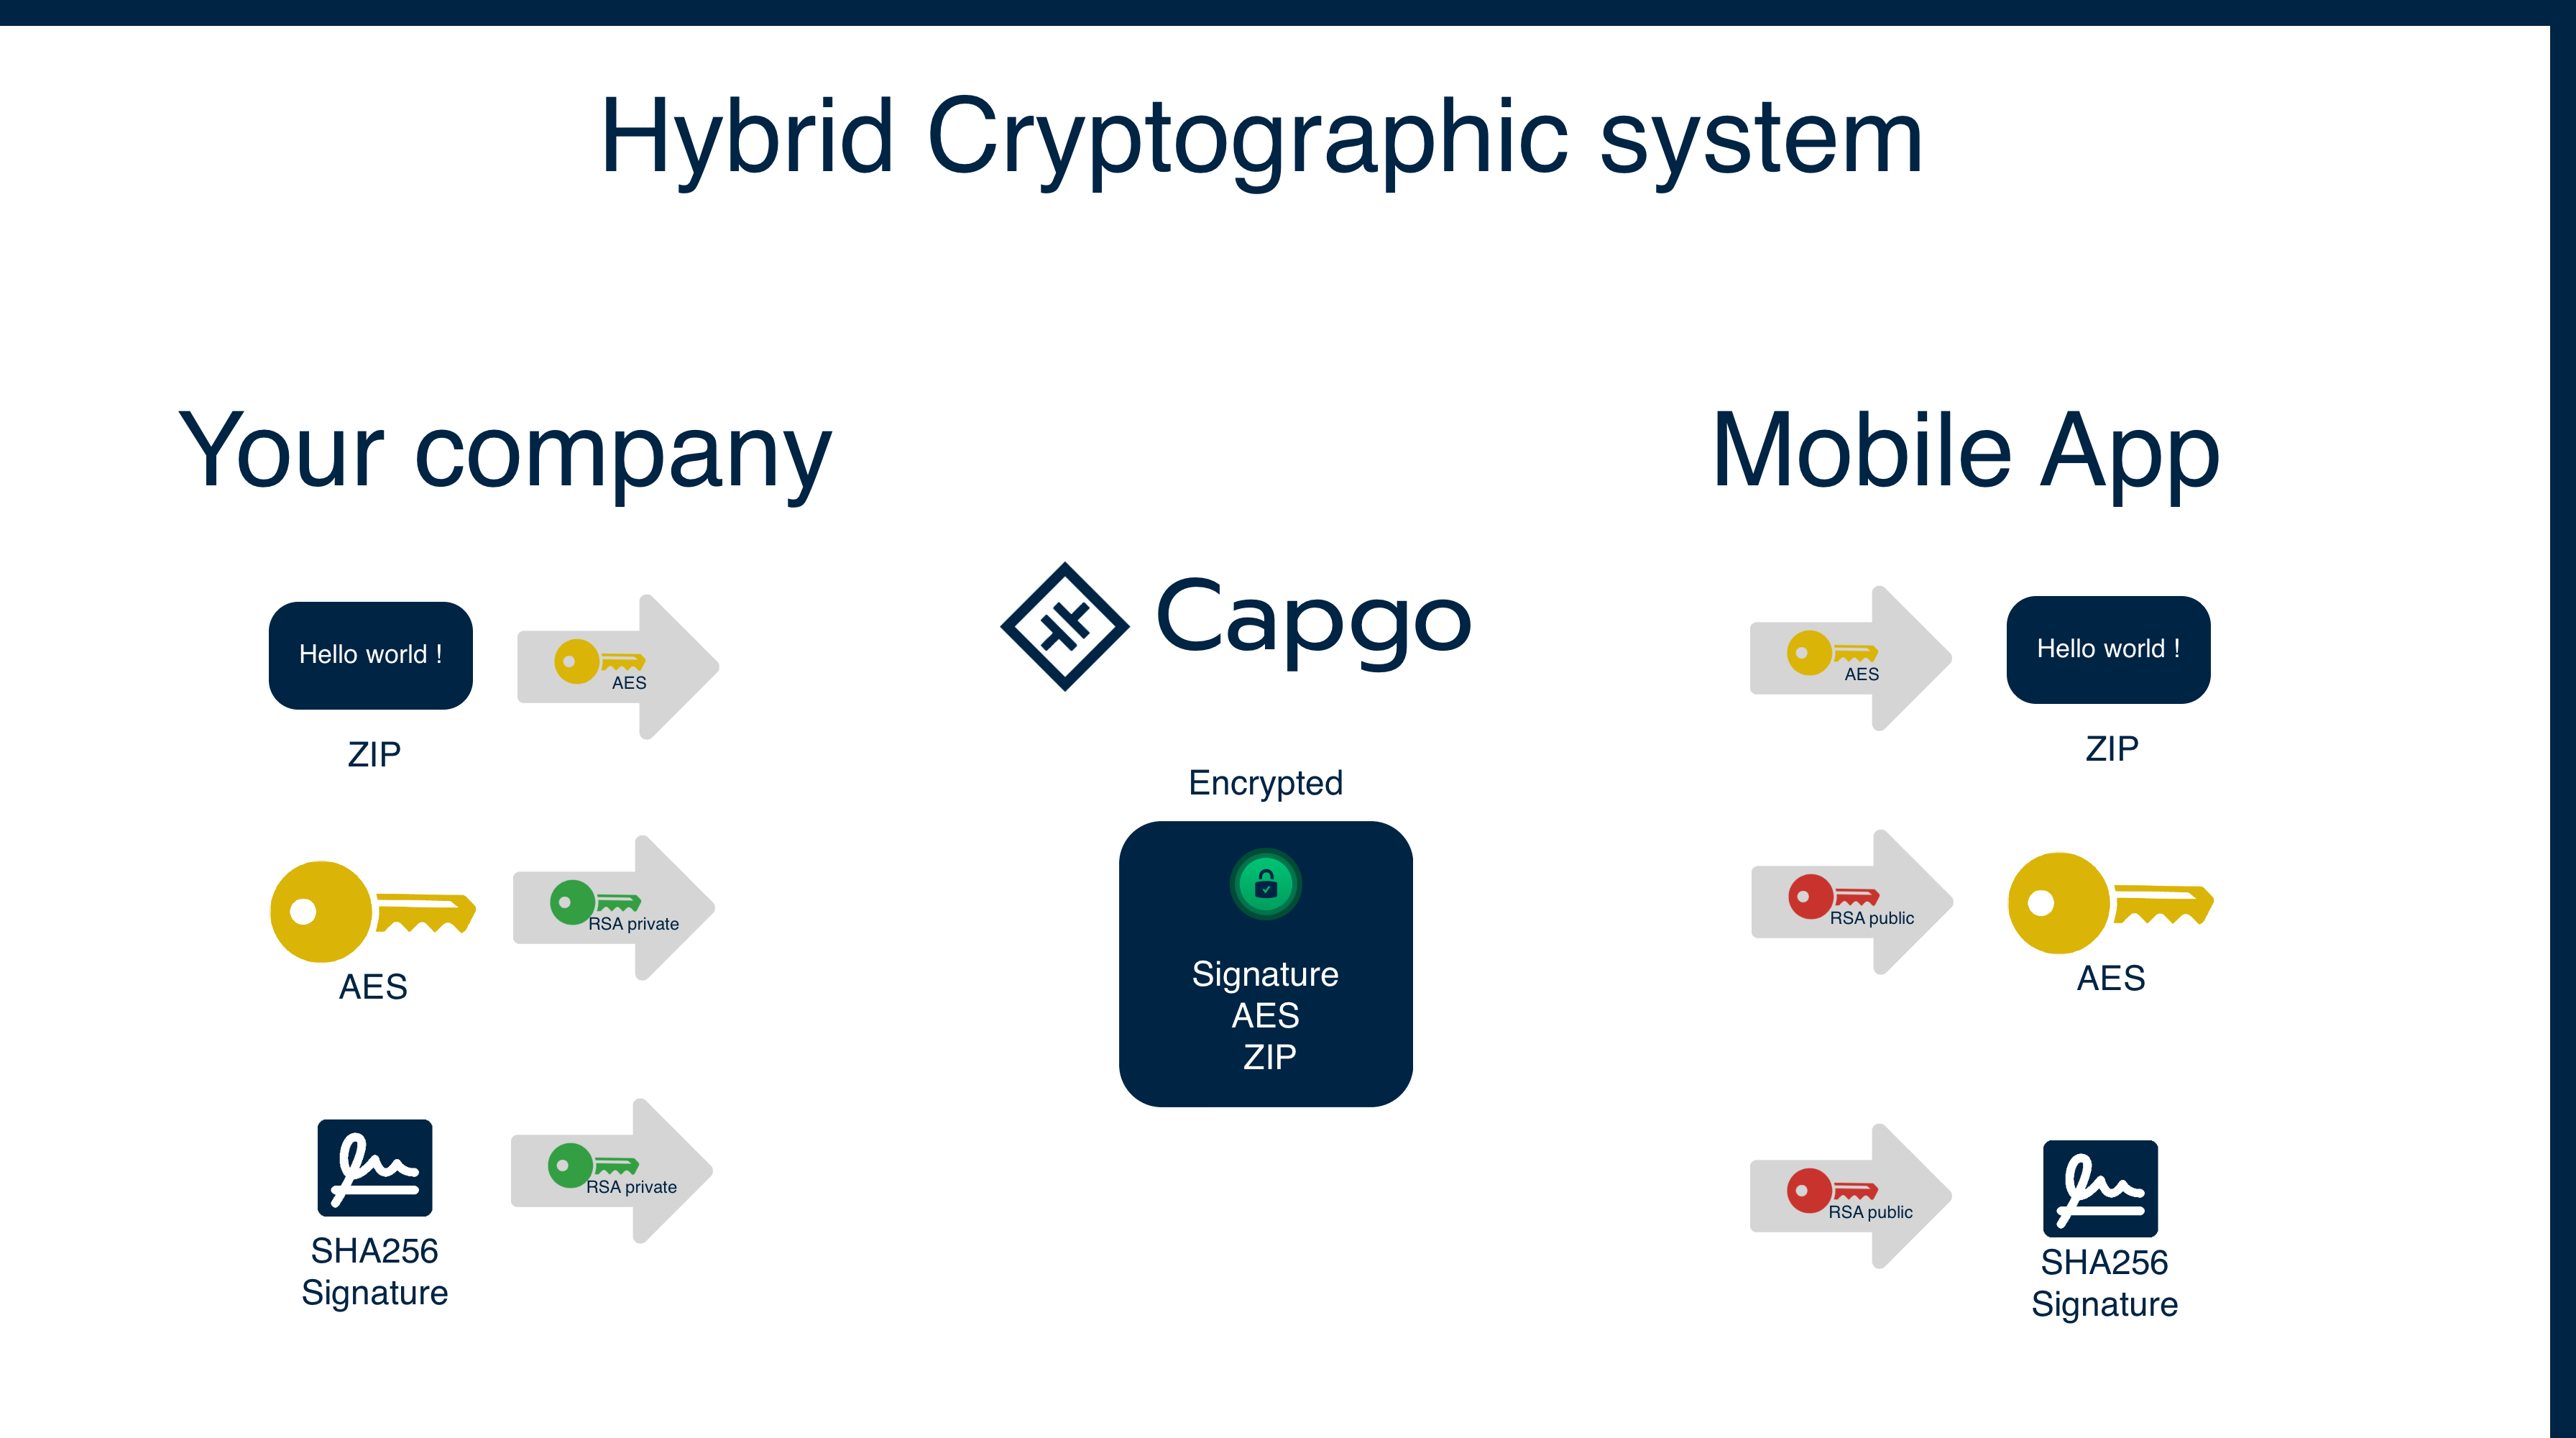 Hybrid Cryptographic system
Your company
Hello world !
ZIP
AES
AES
RSA private
SHA256
Signature
RSA private
Capgo
Encrypted
Signature
AES
ZIP
Mobile App
AES
Hello world !
ZIP
RSA public
AES
RSA public
SHA256
Signature